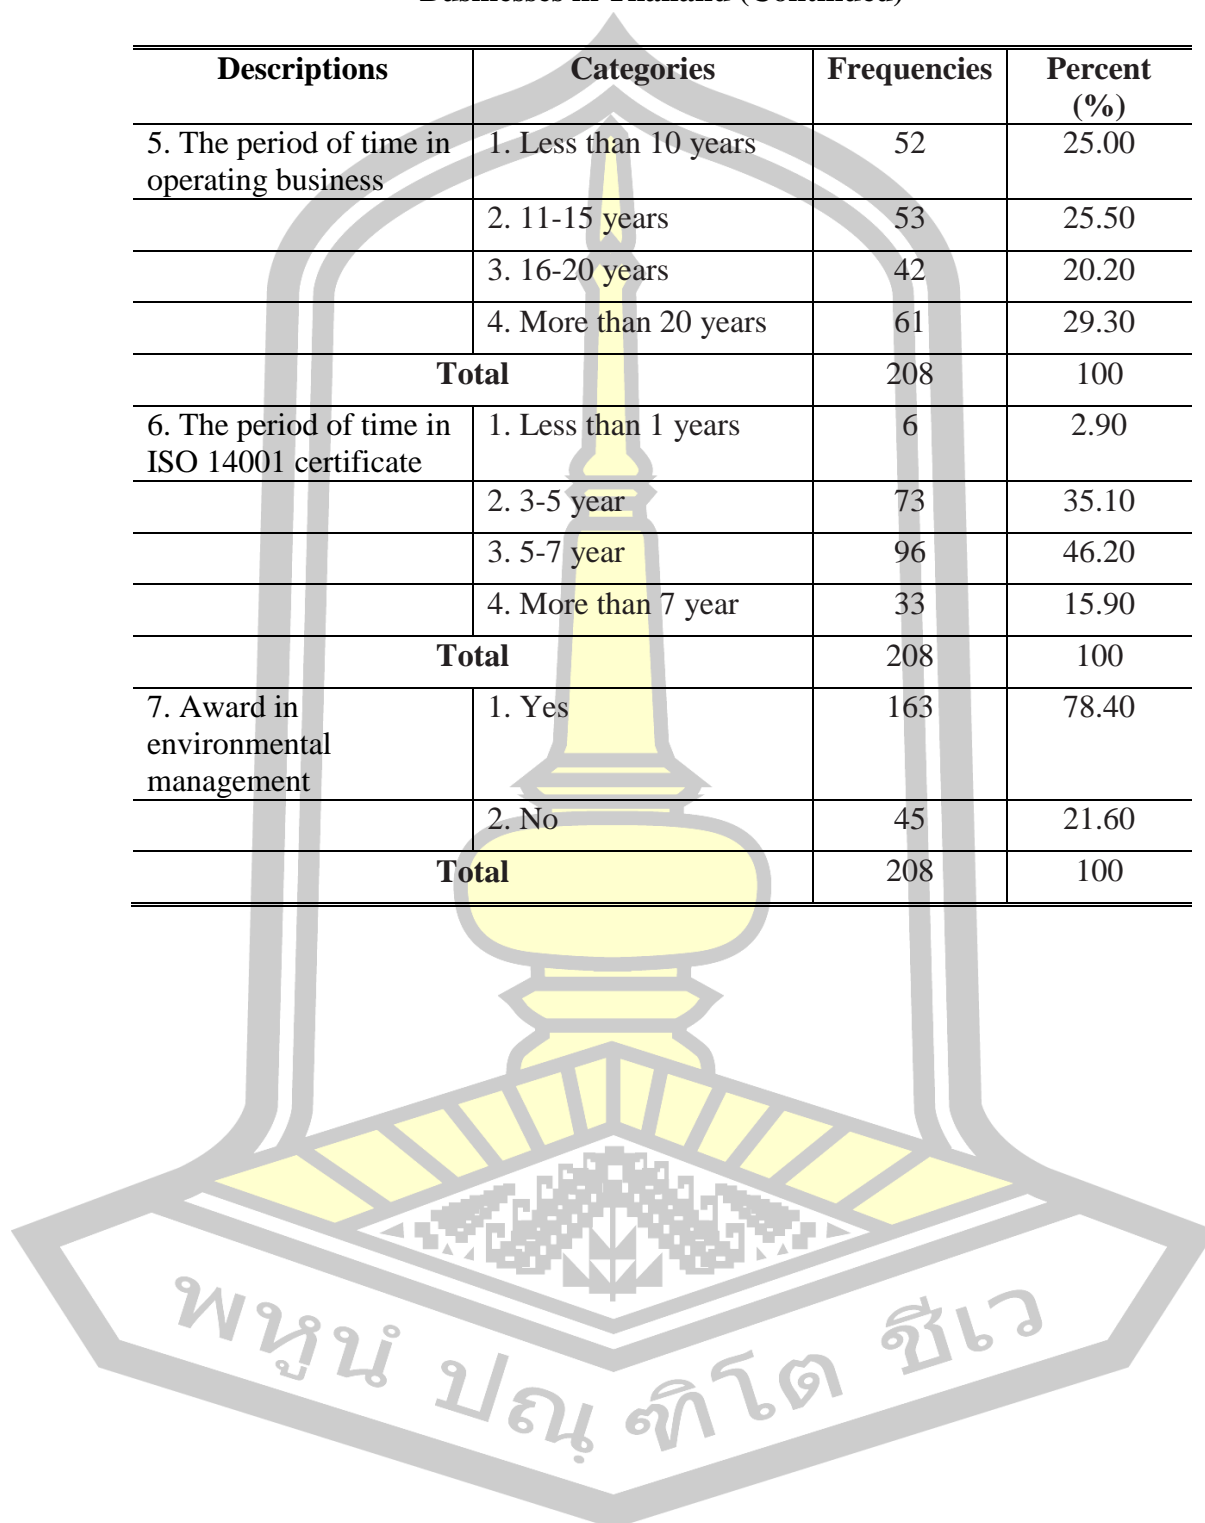 Businesses in Thailand (Continued)
Descriptions Categories Frequencies Percent
(%)
5. The period of time in 1. Less than 10 years 52 25.00
operating business
2. 11-15 years 53 25.50
3. 16-20 years 42 20.20
4. More than 20 years 61 29.30
Total 208 100
6. The period of time in 1. Less than 1 years 6 2.90
ISO 14001 certificate
2. 3-5 year 73 35.10
3. 5-7 year 96 46.20
4. More than 7 year 33 15.90
Total 208 100
7. Award in 1. Yes 163 78.40
environmental
management
2. No 45 21.60
Total 208 100
พหูนํ ปณฺฑิโต ชีเว